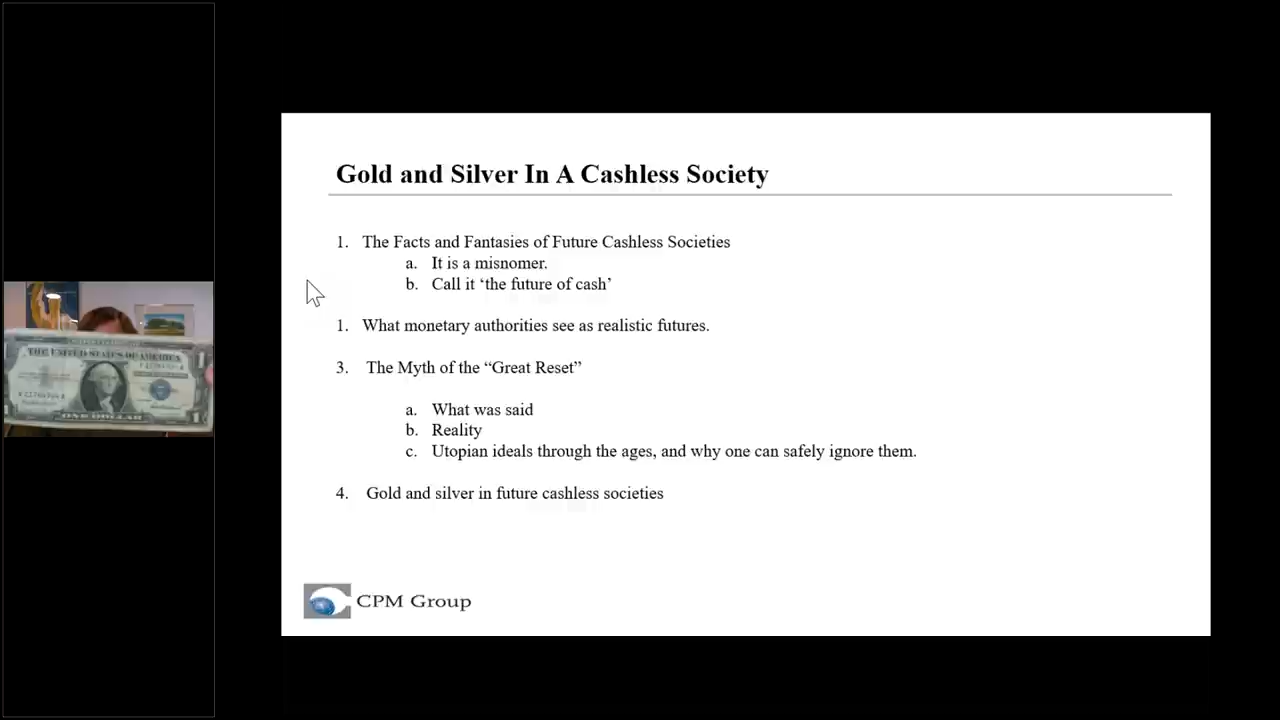 Gold and Silver In A Cashless Society
1. The Facts and Fantasies of Future Cashless Societies
a. It is a misnomer.
b. Call it ‘the future of cash’
1. What monetary authorities see as realistic futures.
3. The Myth of the “Great Reset”
a. What was said
b. Reality
c. Utopian ideals through the ages, and why one can safely ignore them.
4. Gold and silver in future cashless societies
CPM Group
THE UNITED STATES OF AMERICA
ONE DOLLAR